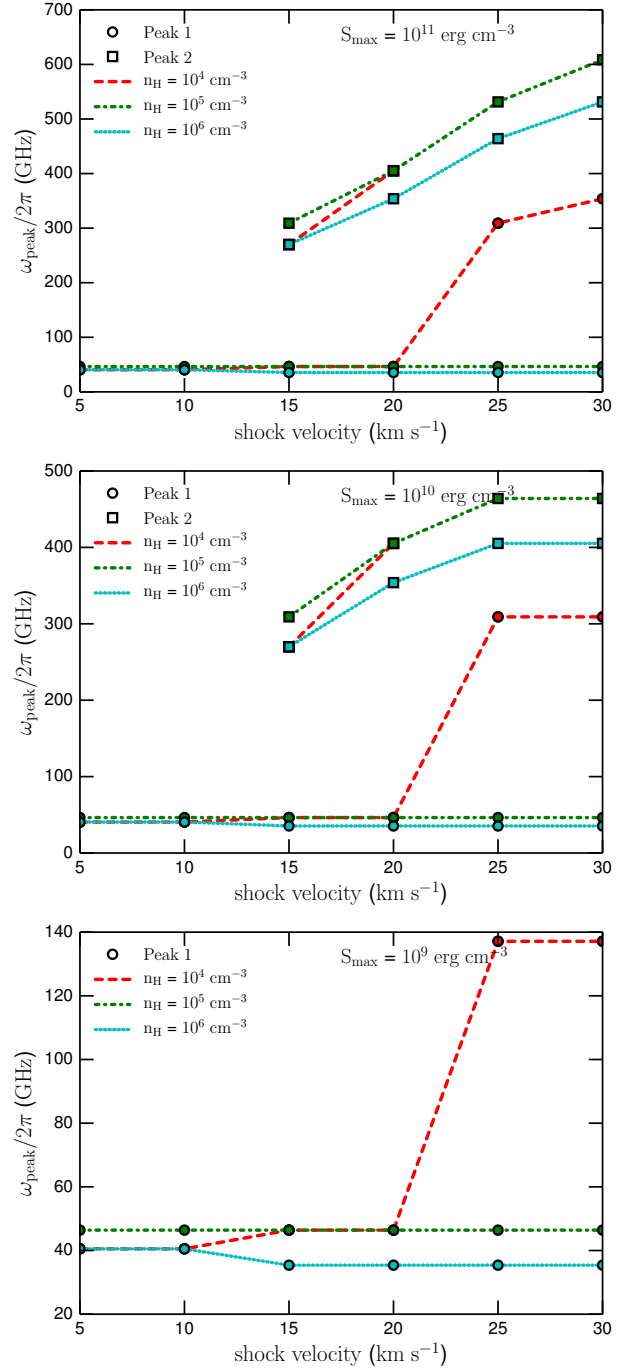 700
600
500
400
300
200
100
0
ω_peak/2π (GHz)
Peak 1
Peak 2
n_H = 10^4 cm^−3
n_H = 10^5 cm^−3
n_H = 10^6 cm^−3
S_max = 10^11 erg cm^−3
5 10 15 20 25 30
shock velocity (km s^−1)
500
400
300
200
100
0
ω_peak/2π (GHz)
Peak 1
Peak 2
n_H = 10^4 cm^−3
n_H = 10^5 cm^−3
n_H = 10^6 cm^−3
S_max = 10^10 erg cm^−3
5 10 15 20 25 30
shock velocity (km s^−1)
140
120
100
80
60
40
20
ω_peak/2π (GHz)
Peak 1
n_H = 10^4 cm^−3
n_H = 10^5 cm^−3
n_H = 10^6 cm^−3
S_max = 10^9 erg cm^−3
5 10 15 20 25 30
shock velocity (km s^−1)